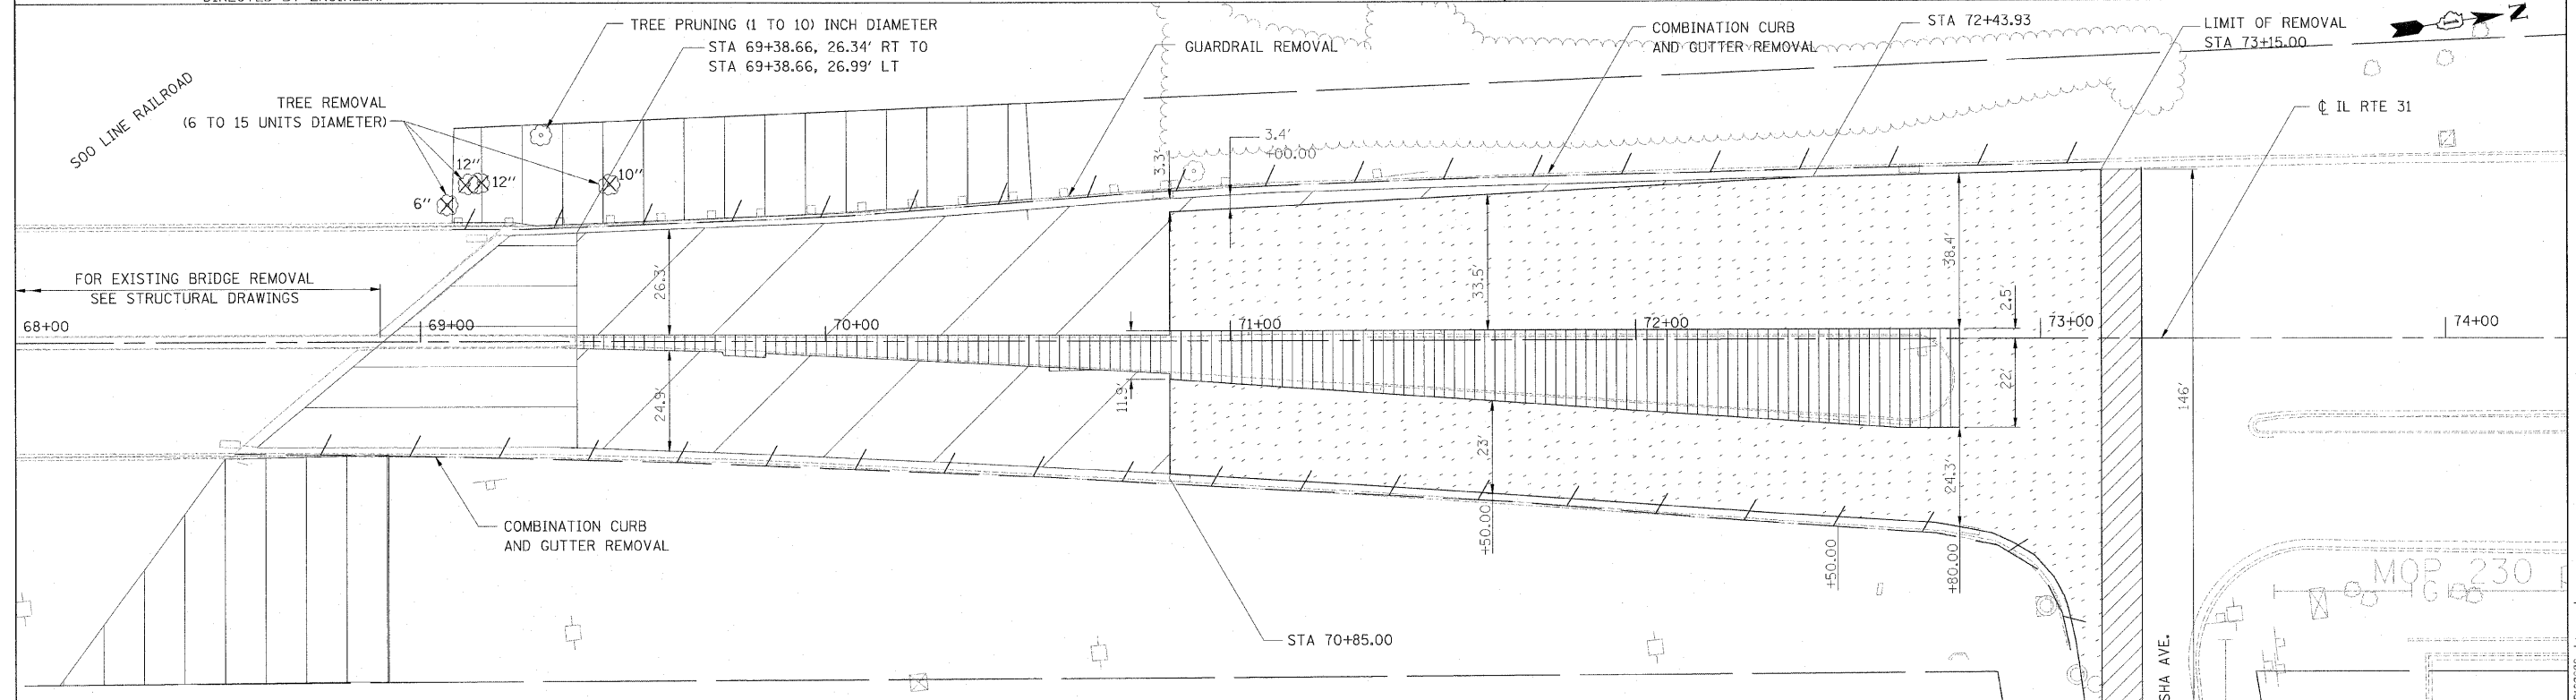 TREE PRUNING (1 TO 10) INCH DIAMETER
STA 69+38.66, 26.34' RT TO
STA 69+38.66, 26.99' LT
GUARDRAIL REMOVAL
COMBINATION CURB
AND GUTTER REMOVAL
STA 72+43.93
LIMIT OF REMOVAL
STA 73+15.00
N
SOO LINE RAILROAD
TREE REMOVAL
(6 TO 15 UNITS DIAMETER)
℄ IL RTE 31
12"
12"
10"
6"
3.3'
3.4'
+00.00
FOR EXISTING BRIDGE REMOVAL
SEE STRUCTURAL DRAWINGS
26.3'
33.5'
38.4'
2.5'
68+00
69+00
70+00
71+00
72+00
73+00
74+00
24.9'
11.9'
23'
22'
24.3'
146'
COMBINATION CURB
AND GUTTER REMOVAL
+50.00
+50.00
+80.00
MOP 230
STA 70+85.00
SHA AVE.